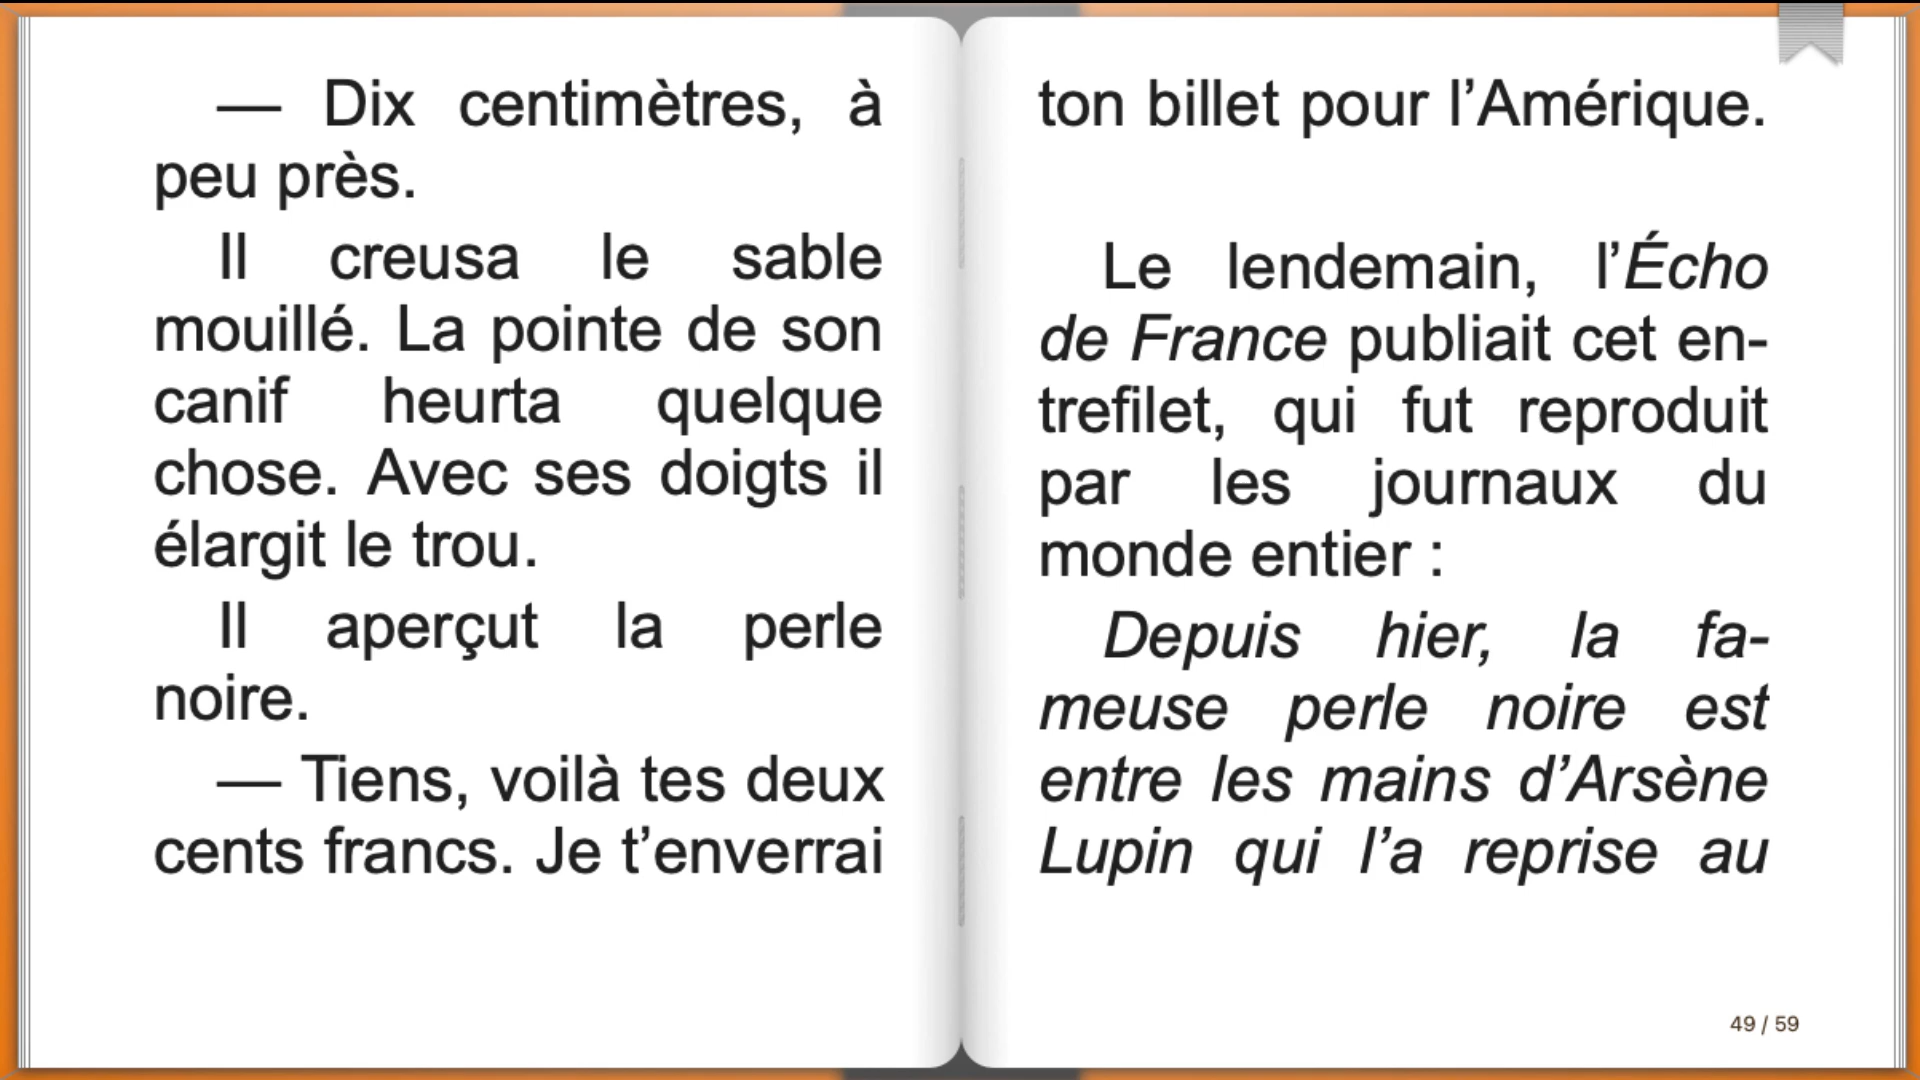 — Dix centimètres, à
peu près.
Il creusa le sable
mouillé. La pointe de son
canif heurta quelque
chose. Avec ses doigts il
élargit le trou.
Il aperçut la perle
noire.
— Tiens, voilà tes deux
cents francs. Je t’enverrai
ton billet pour l’Amérique.
Le lendemain, l’Écho
de France publiait cet en-
trefilet, qui fut reproduit
par les journaux du
monde entier :
Depuis hier, la fa-
meuse perle noire est
entre les mains d’Arsène
Lupin qui l’a reprise au
49 / 59